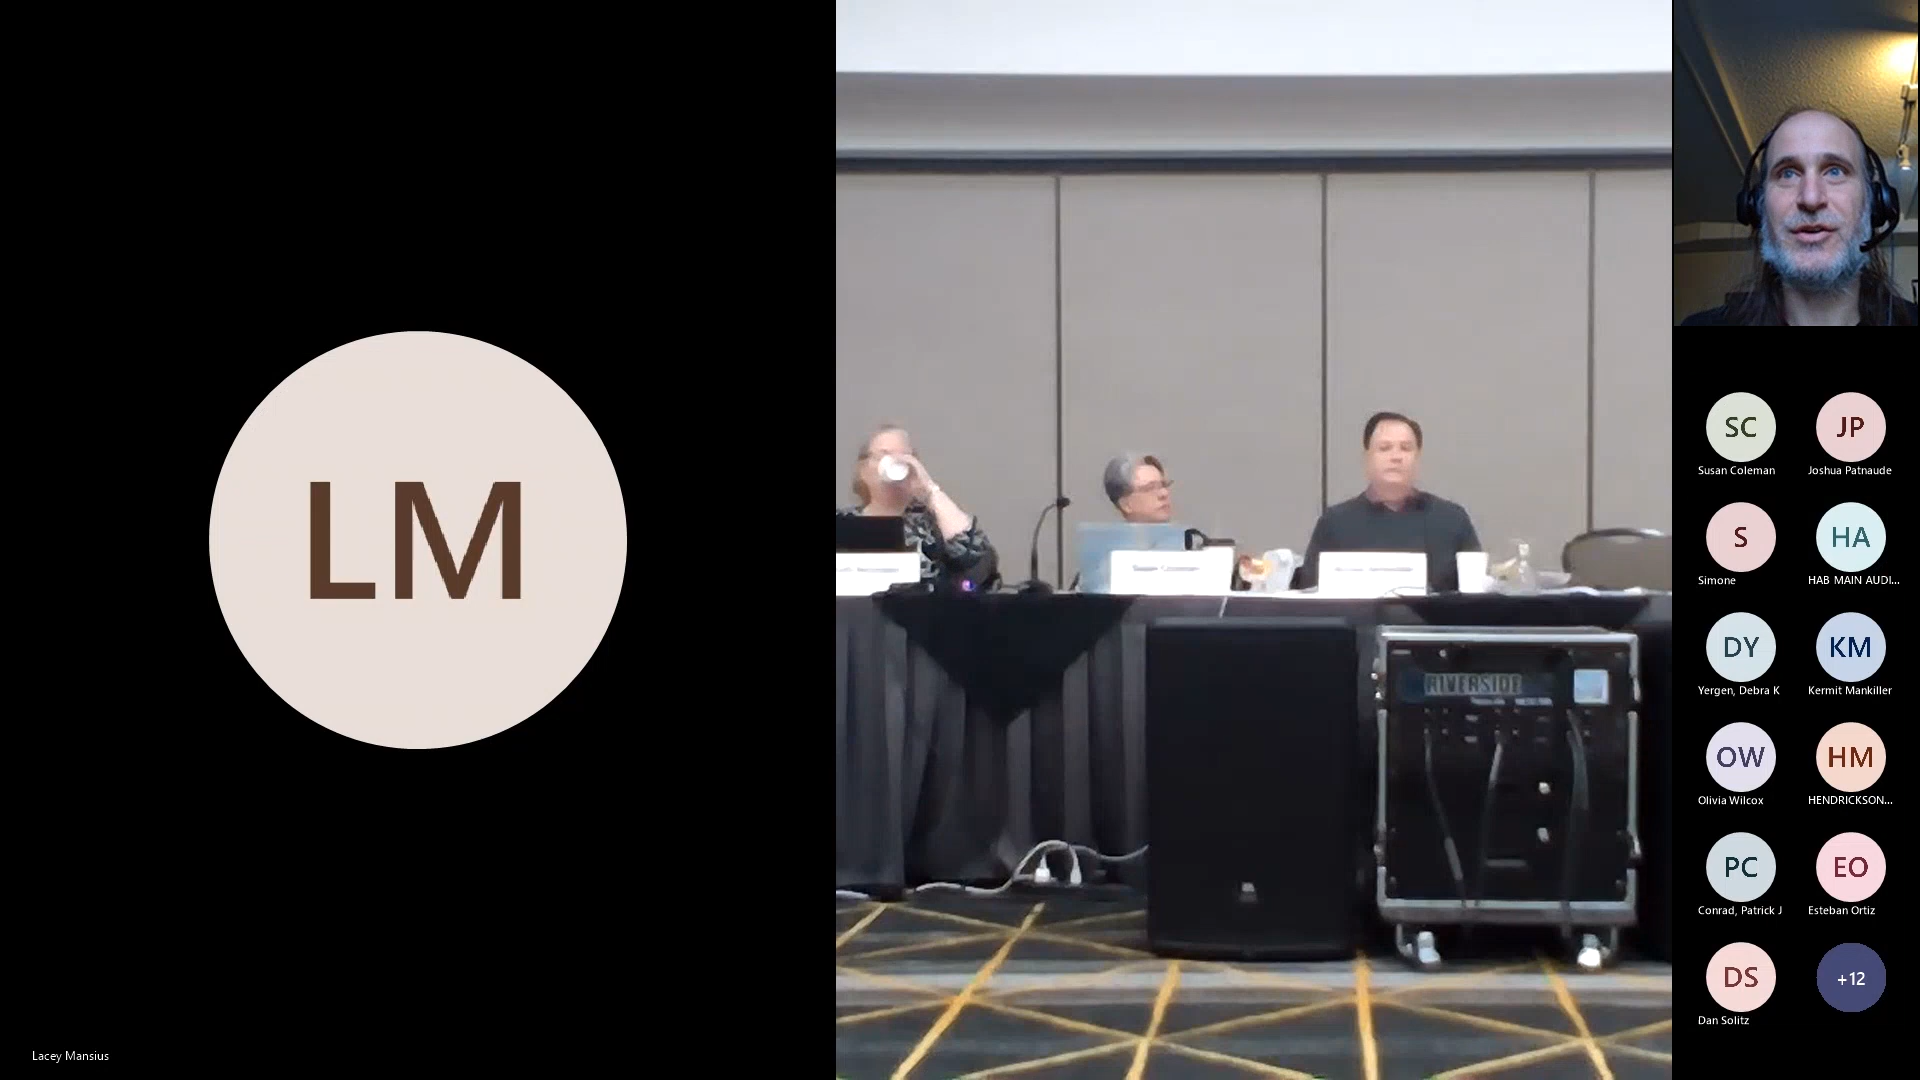 LM
Lacey Mansius
RIVERSIDE
SC
JP
Susan Coleman
Joshua Patnaude
S
HA
Simone
HAB MAIN AUDI...
DY
KM
Yergen, Debra K
Kermit Mankiller
OW
HM
Olivia Wilcox
HENDRICKSON...
PC
EO
Conrad, Patrick J
Esteban Ortiz
DS
+12
Dan Solitz